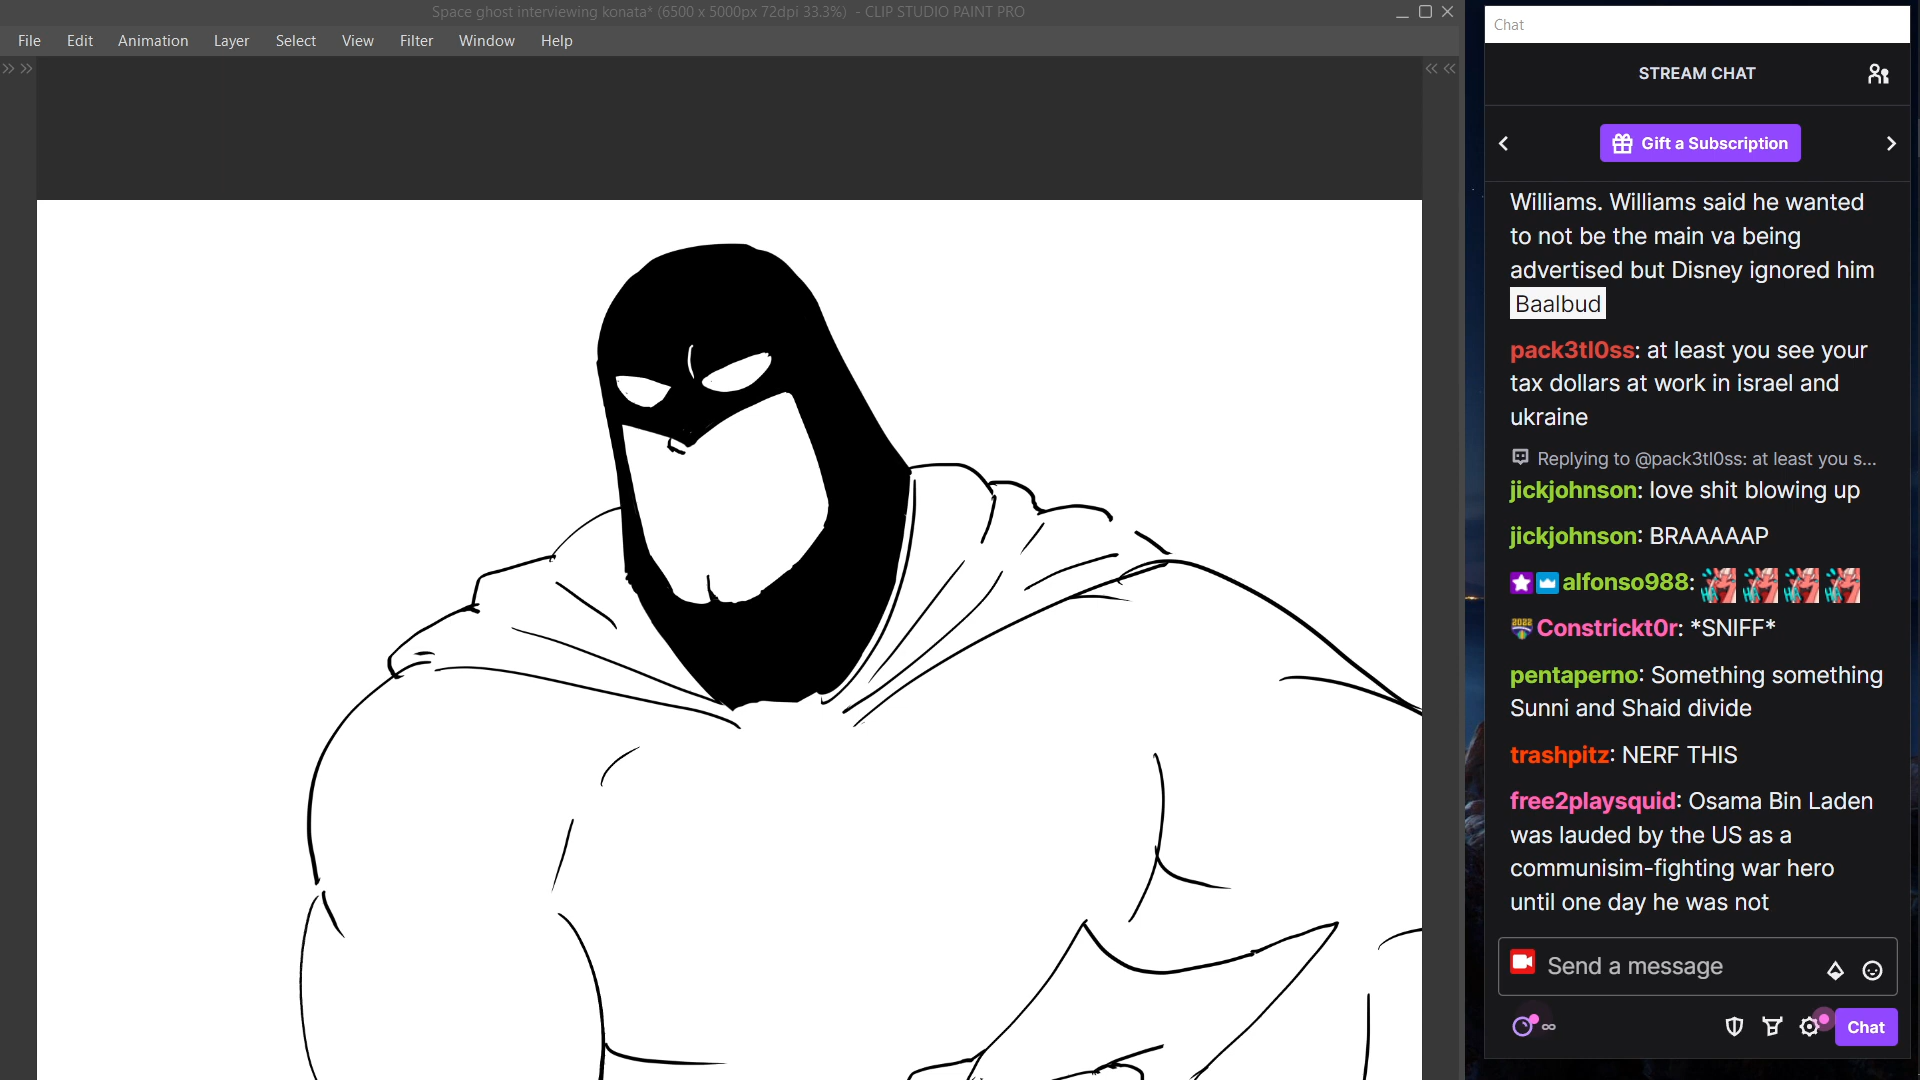 Space ghost interviewing konata* (6500 x 5000px 72dpi 33.3%) - CLIP STUDIO PAINT PRO
File Edit Animation Layer Select View Filter Window Help
Chat
STREAM CHAT
Gift a Subscription
Williams. Williams said he wanted
to not be the main va being
advertised but Disney ignored him
Baalbud
pack3tl0ss: at least you see your
tax dollars at work in israel and
ukraine
Replying to @pack3tl0ss: at least you s...
jickjohnson: love shit blowing up
jickjohnson: BRAAAAAP
alfonso988:
2022 Constrickt0r: *SNIFF*
pentaperno: Something something
Sunni and Shaid divide
trashpitz: NERF THIS
free2playsquid: Osama Bin Laden
was lauded by the US as a
communisim-fighting war hero
until one day he was not
Send a message
Chat